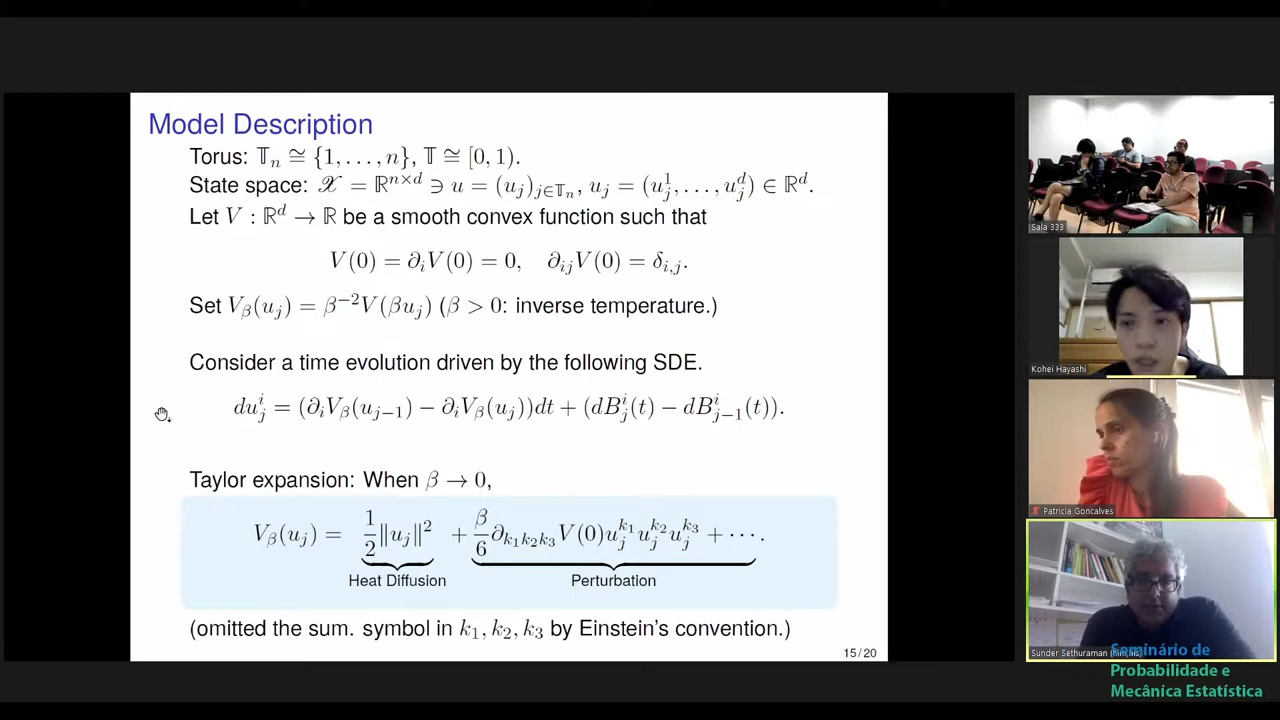 Model Description
Torus: 𝕋ₙ ≅ {1, . . . , n}, 𝕋 ≅ [0, 1).
State space: 𝒳 = ℝ^{n×d} ∋ u = (u_j)_{j∈𝕋ₙ}, u_j = (u_j^1, . . . , u_j^d) ∈ ℝ^d.
Let V : ℝ^d → ℝ be a smooth convex function such that
V(0) = ∂_iV(0) = 0, ∂_{ij}V(0) = δ_{i,j}.
Set V_β(u_j) = β^{−2}V(βu_j) (β > 0: inverse temperature.)
Consider a time evolution driven by the following SDE.
du_j^i = (∂_iV_β(u_{j−1}) − ∂_iV_β(u_j))dt + (dB_j^i(t) − dB_{j−1}^i(t)).
Taylor expansion: When β → 0,
V_β(u_j) = \frac{1}{2}‖u_j‖^2 + \frac{β}{6}∂_{k_1k_2k_3}V(0)u_j^{k_1}u_j^{k_2}u_j^{k_3} + ⋯.
Heat Diffusion Perturbation
(omitted the sum. symbol in k_1, k_2, k_3 by Einstein's convention.)
15 / 20
Sala 333
Kohei Hayashi
Patricia Goncalves
Sunder Sethuraman
Seminário de
Probabilidade e
Mecânica Estatística